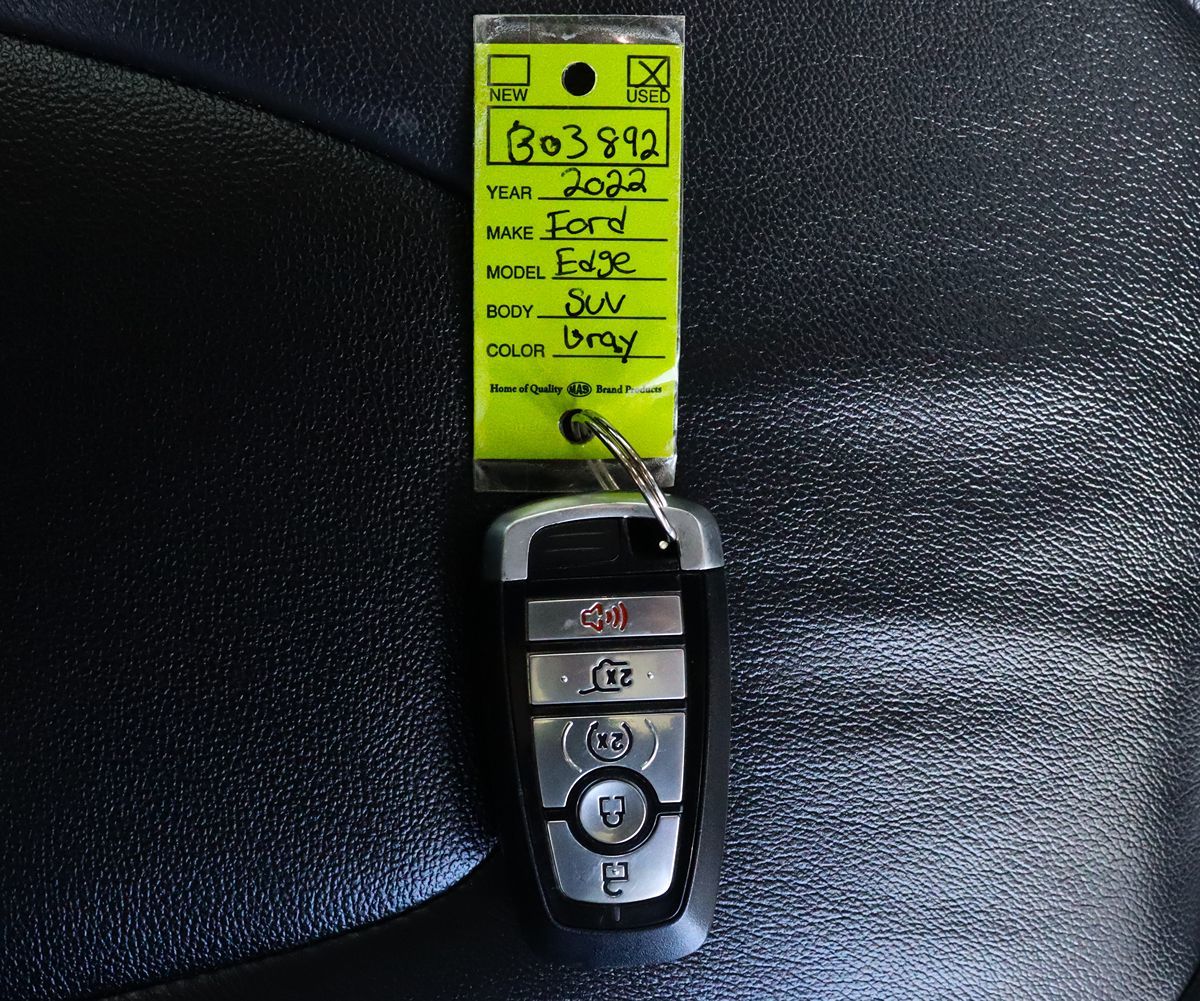 NEW USED
B03892
YEAR 2022
MAKE Ford
MODEL Edge
BODY SUV
COLOR Gray
Home of Quality MAS Brand Products
2x
2x